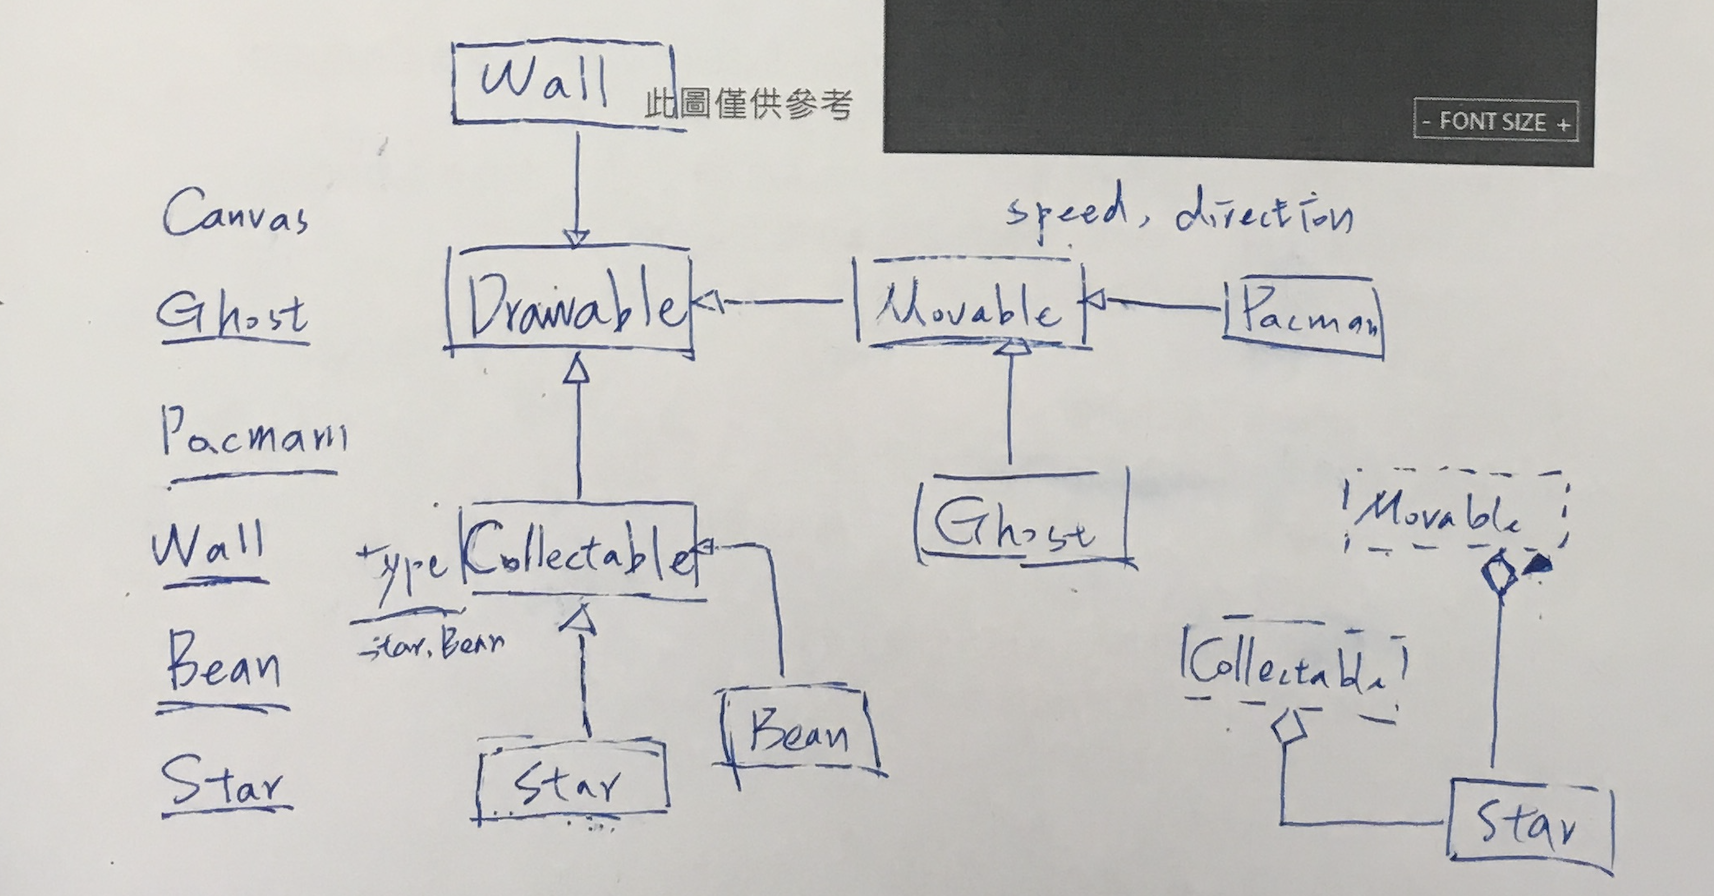 Wall
此圖僅供參考
- FONT SIZE +
Canvas
speed, direction
Ghost
Drawable
Movable
Pacman
Pacman
Ghost
Movable
Wall
type
Collectable
Star, Bean
Bean
Collectable
Bean
Star
Star
Star